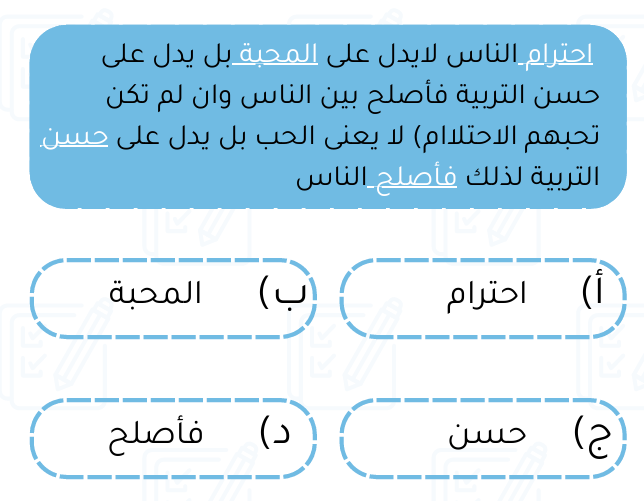 احترام الناس لايدل على المحبة بل يدل على
حسن التربية فأصلح بين الناس وان لم تكن
تحبهم الاحتلاام) لا يعنى الحب بل يدل على حسن
التربية لذلك فأصلح الناس
أ) احترام
ب) المحبة
ج) حسن
د) فأصلح